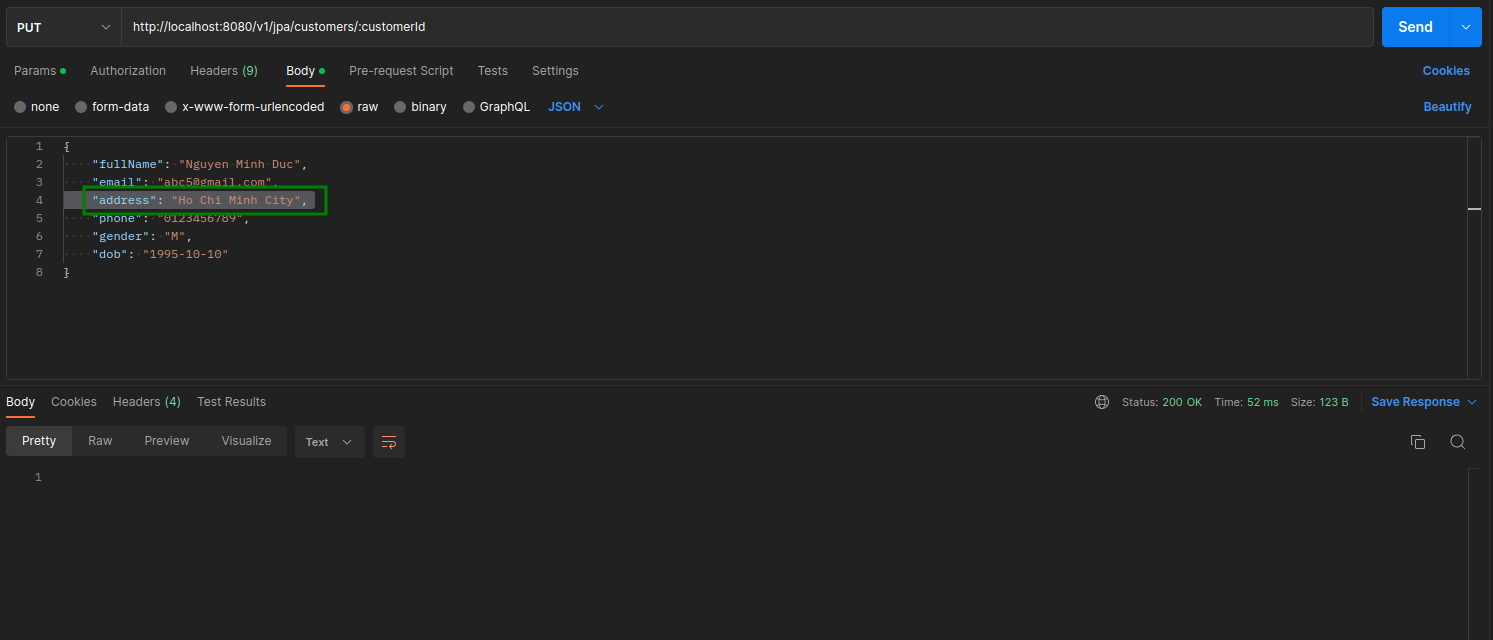 PUT http://localhost:8080/v1/jpa/customers/:customerId Send
Params Authorization Headers (9) Body Pre-request Script Tests Settings Cookies
none form-data x-www-form-urlencoded raw binary GraphQL JSON Beautify
1 {
2 "fullName": "Nguyen Minh Duc",
3 "email": "abc5@gmail.com",
4 "address": "Ho Chi Minh City",
5 "phone": "0123456789",
6 "gender": "M",
7 "dob": "1995-10-10"
8 }
Body Cookies Headers (4) Test Results Status: 200 OK Time: 52 ms Size: 123 B Save Response
Pretty Raw Preview Visualize Text
1